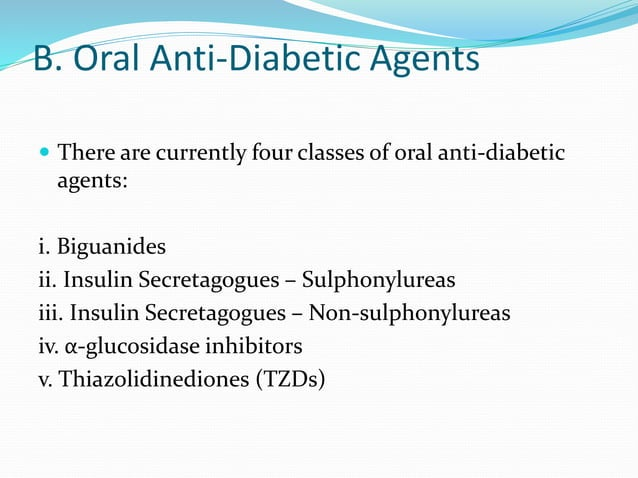 B. Oral Anti-Diabetic Agents
• There are currently four classes of oral anti-diabetic
agents:
i. Biguanides
ii. Insulin Secretagogues – Sulphonylureas
iii. Insulin Secretagogues – Non-sulphonylureas
iv. α-glucosidase inhibitors
v. Thiazolidinediones (TZDs)